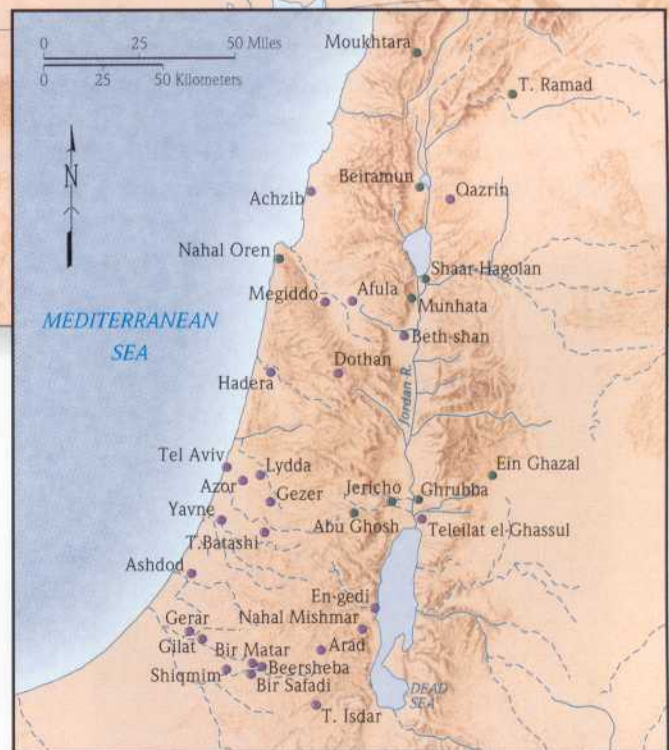 0 25 50 Miles
0 25 50 Kilometers
N
Moukhtara
T. Ramad
Beiramun
Qazrin
Achzib
Nahal Oren
Shaar-Hagolan
Megiddo
Afula
Munhata
MEDITERRANEAN
SEA
Beth-shan
Hadera
Dothan
Jordan R.
Tel Aviv
Lydda
Ein Ghazal
Azor
Gezer
Jericho
Ghrubba
Yavne
Abu Ghosh
Teleilat el-Ghassul
T.Batashi
Ashdod
En-gedi
Nahal Mishmar
Gerar
Gilat
Bir Matar
Arad
Shiqmim
Beersheba
Bir Safadi
DEAD
SEA
T. Isdar